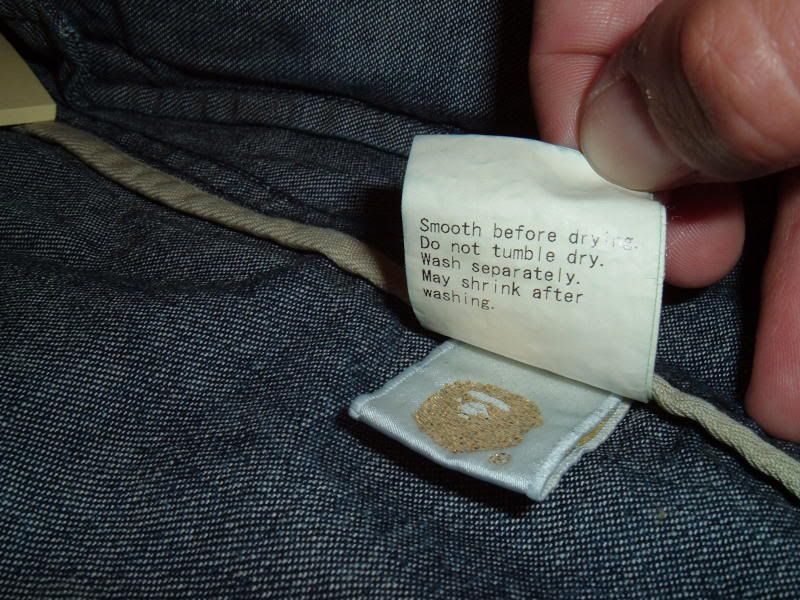 Smooth before drying.
Do not tumble dry.
Wash separately.
May shrink after
washing.
®